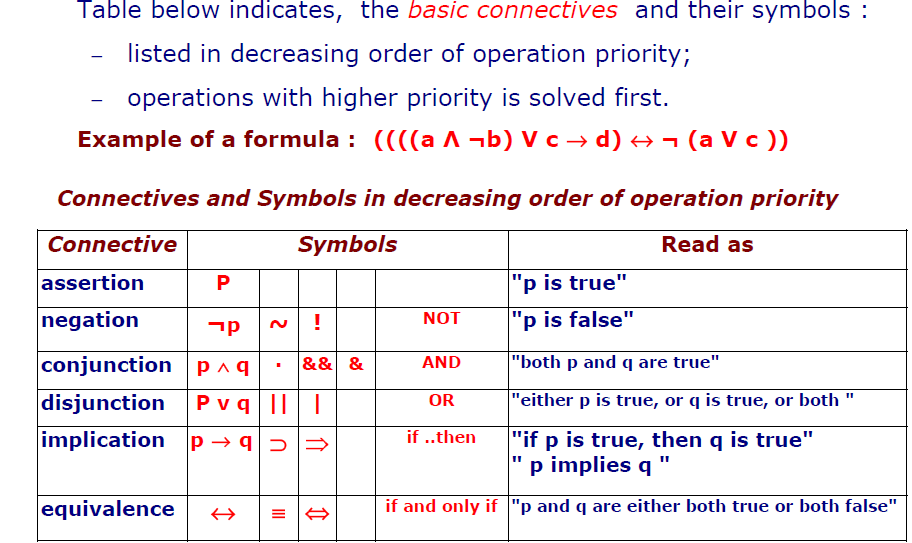 Table below indicates, the basic connectives and their symbols :
– listed in decreasing order of operation priority;
– operations with higher priority is solved first.
Example of a formula : ((((a Λ ¬b) V c → d) ↔ ¬ (a V c ))
Connectives and Symbols in decreasing order of operation priority
Connective Symbols Read as
assertion P "p is true"
negation ¬p ~ ! NOT "p is false"
conjunction p ∧ q · && & AND "both p and q are true"
disjunction P v q || | OR "either p is true, or q is true, or both "
implication p → q ⊃ ⇒ if ..then "if p is true, then q is true"
" p implies q "
equivalence ↔ ≡ ⇔ if and only if "p and q are either both true or both false"